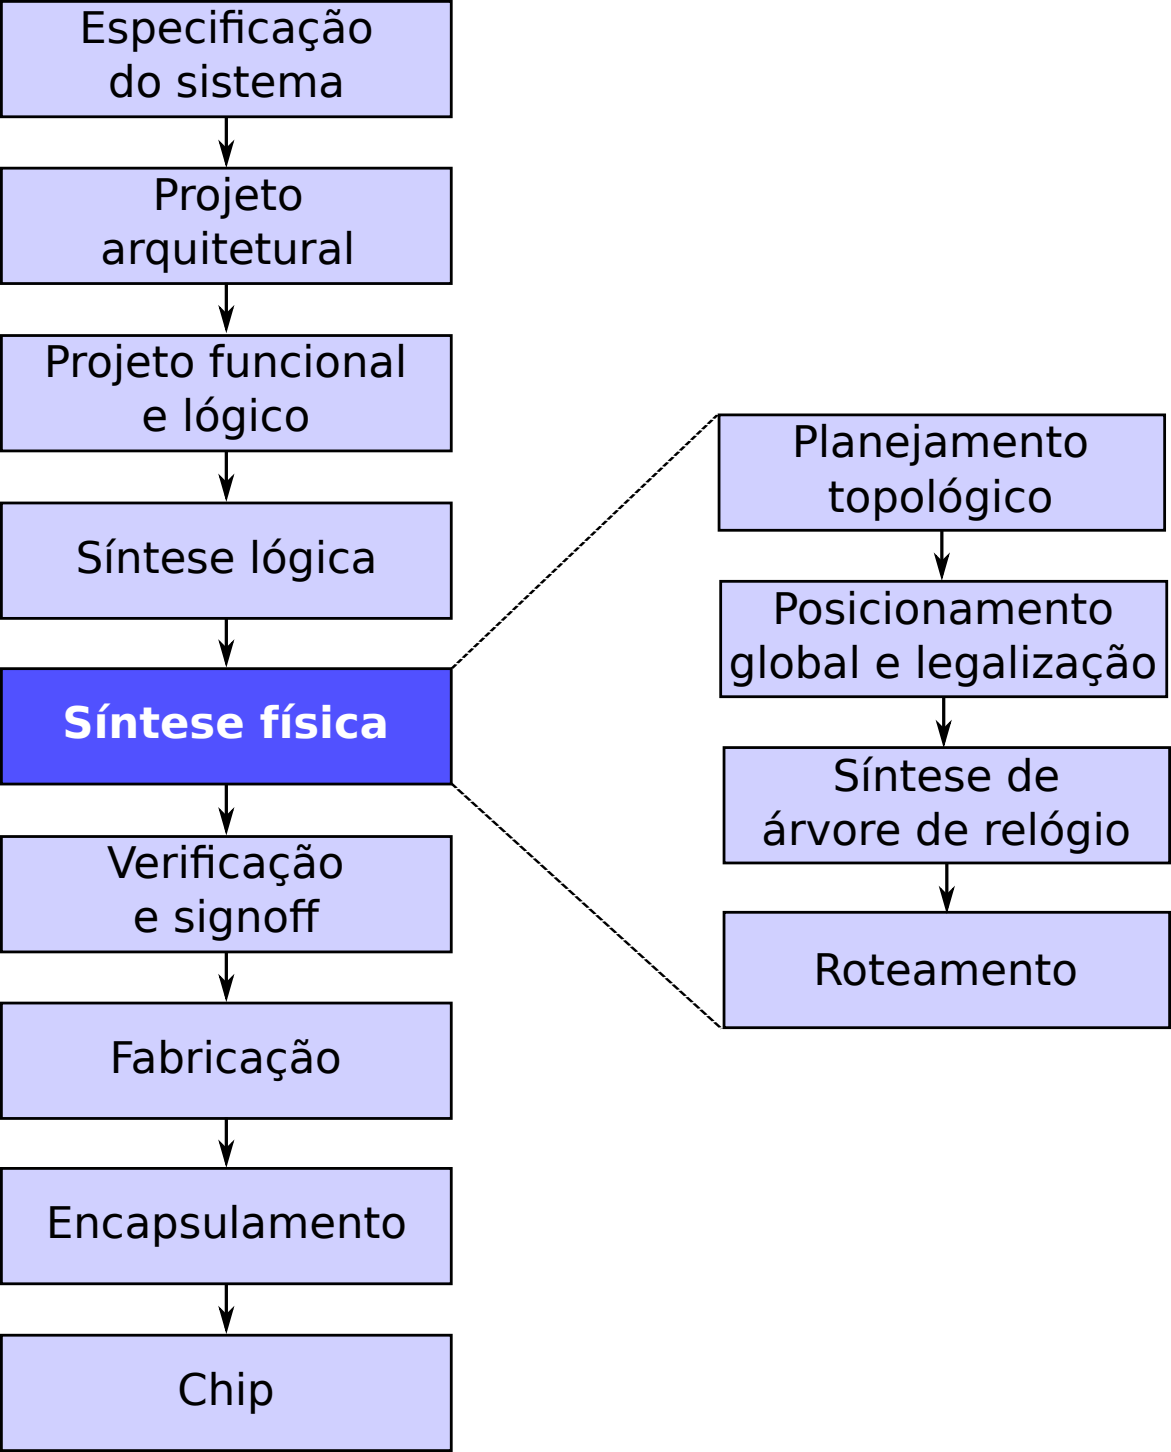 Especificação
do sistema
Projeto
arquitetural
Projeto funcional
e lógico
Síntese lógica
Síntese física
Verificação
e signoff
Fabricação
Encapsulamento
Chip
Planejamento
topológico
Posicionamento
global e legalização
Síntese de
árvore de relógio
Roteamento